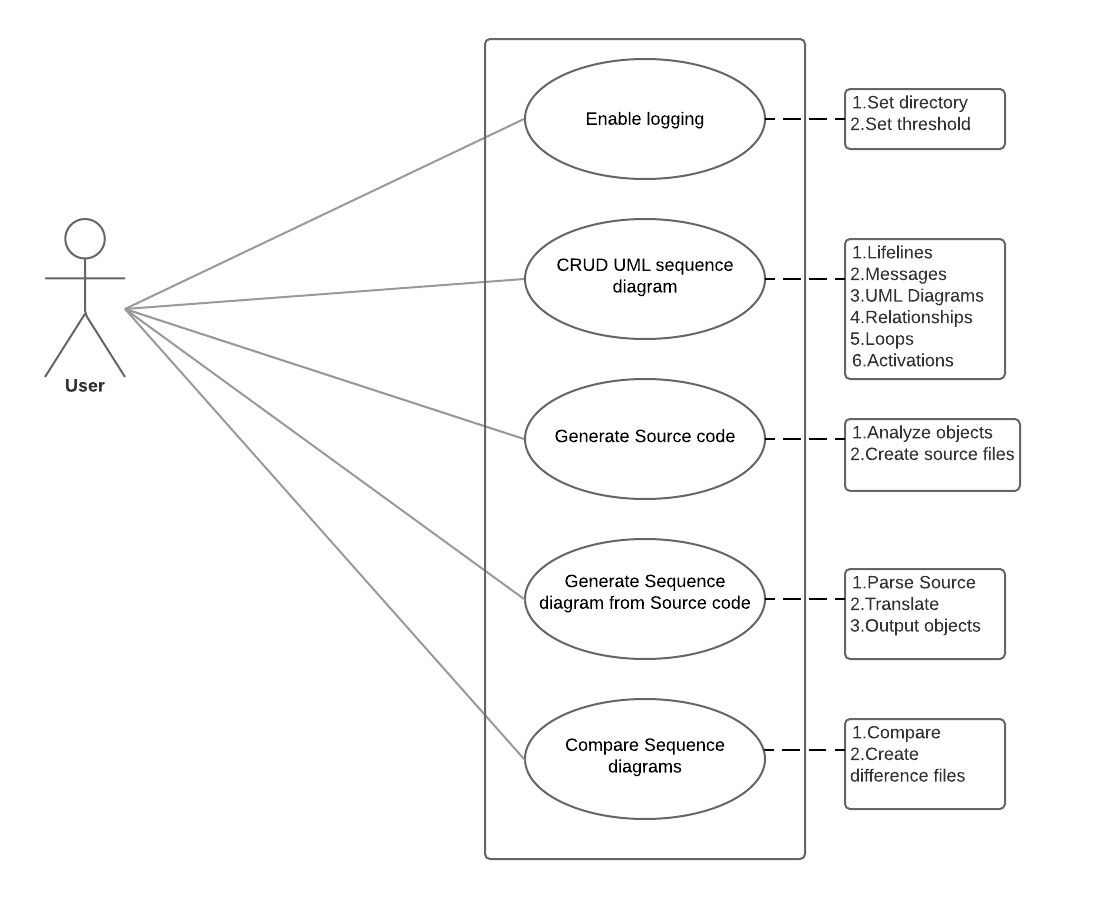 Enable logging
1.Set directory
2.Set threshold
CRUD UML sequence
diagram
1.Lifelines
2.Messages
3.UML Diagrams
4.Relationships
5.Loops
6.Activations
User
Generate Source code
1.Analyze objects
2.Create source files
Generate Sequence
diagram from Source code
1.Parse Source
2.Translate
3.Output objects
Compare Sequence
diagrams
1.Compare
2.Create
difference files